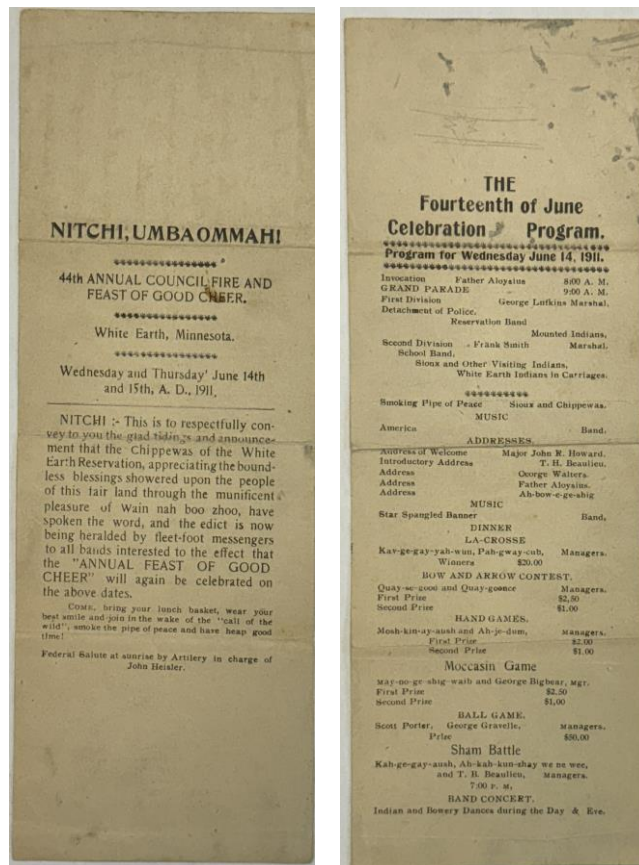 NITCHI, UMBAOMMAH!
44th ANNUAL COUNCIL FIRE AND
FEAST OF GOOD CHEER.
White Earth, Minnesota.
Wednesday and Thursday' June 14th
and 15th, A. D., 1911,
NITCHI :- This is to respectfully con-
vey to you the glad tidings and announce-
ment that the Chippewas of the White
Earth Reservation, appreciating the bound-
less blessings showered upon the people
of this fair land through the munificent
pleasure of Wain nah boo zhoo, have
spoken the word, and the edict is now
being heralded by fleet-foot messengers
to all bands interested to the effect that
the "ANNUAL FEAST OF GOOD
CHEER" will again be celebrated on
the above dates.
COME, bring your lunch basket, wear your
best smile and join in the wake of the "call of the
wild", smoke the pipe of peace and have heap good
time!
Federal Salute at sunrise by Artilery in charge of
John Heisler.
THE
Fourteenth of June
Celebration Program.
Program for Wednesday June 14, 1911.
Invocation Father Aloysius 8:00 A. M.
GRAND PARADE 9:00 A. M.
First Division George Lufkins Marshal.
Detachment of Police.
Reservation Band
Mounted Indians.
Second Division Frank Smith Marshal.
School Band.
Sioux and Other Visiting Indians,
White Earth Indians in Carriages.
Smoking Pipe of Peace Sioux and Chippewas.
MUSIC
America Band.
ADDRESSES.
Address of Welcome Major John R. Howard.
Introductory Address T. H. Beaulieu.
Address George Walters.
Address Father Aloysius.
Address Ah-bow-e-ge-shig
MUSIC
Star Spangled Banner Band,
DINNER
LA-CROSSE
Kay-ge-gay-yah-wun, Pah-gway-cub, Managers.
Winners $20.00
BOW AND ARROW CONTEST.
Quay-se-good and Quay-goonce Managers.
First Prize $2,50
Second Prize $1.00
HAND GAMES.
Mosh-kin-ay-aush and Ah-je-dum, Managers.
First Prize $2.00
Second Prize $1,00
Moccasin Game
May-no-ge-shig-waib and George Bigbear, Mgr.
First Prize $2.50
Second Prize $1,00
BALL GAME.
Scott Porter, George Gravelle, Managers.
Prize $50.00
Sham Battle
Kah-ge-gay-aush, Ah-kah-kun-zhay we ne wee,
and T. H. Beaulieu, Managers.
7:00 P. M,
BAND CONCERT.
Indian and Bowery Dances during the Day & Eve.